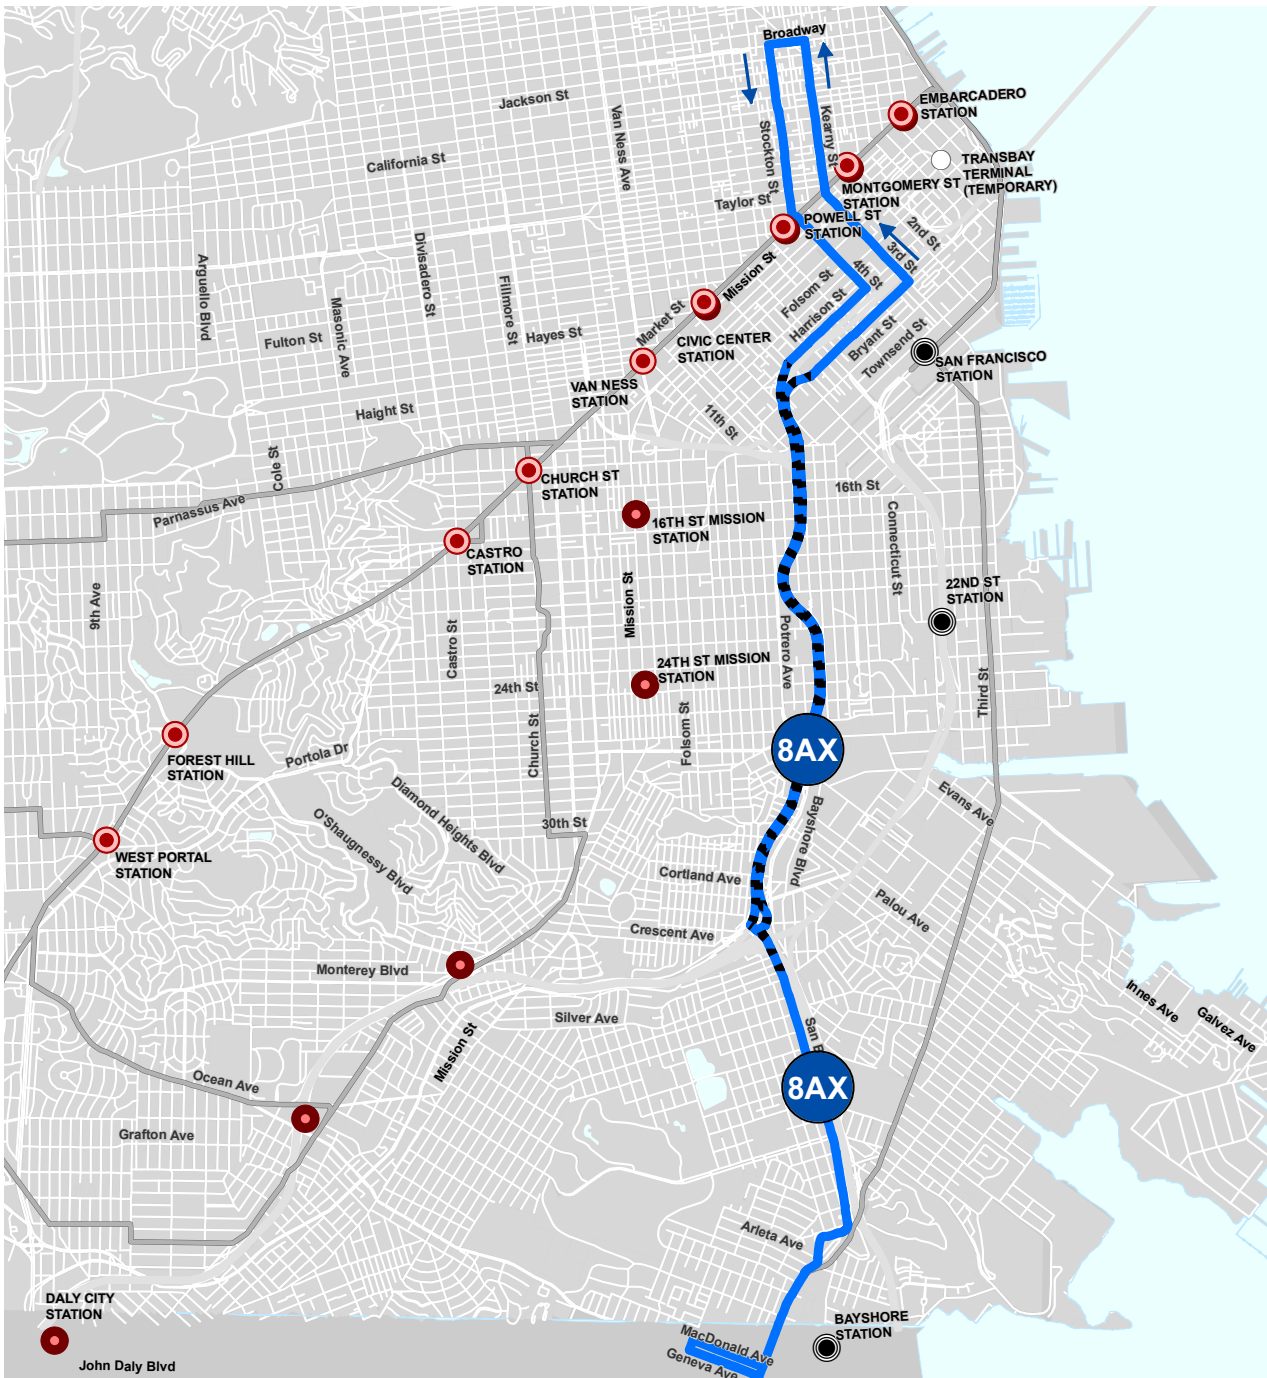 Broadway
EMBARCADERO
STATION
Jackson St
Van Ness Ave
Kearny St
Stockton St
California St
TRANSBAY
TERMINAL
(TEMPORARY)
MONTGOMERY ST
STATION
Taylor St
POWELL ST
STATION
2nd St
3rd St
4th St
Arguello Blvd
Divisadero St
Fillmore St
Masonic Ave
Mission St
Folsom St
Harrison St
Market St
Bryant St
Townsend St
Fulton St
Hayes St
CIVIC CENTER
STATION
SAN FRANCISCO
STATION
VAN NESS
STATION
Haight St
11th St
Cole St
CHURCH ST
STATION
16th St
Parnassus Ave
16TH ST MISSION
STATION
Connecticut St
CASTRO
STATION
9th Ave
22ND ST
STATION
Mission St
Castro St
Potrero Ave
24TH ST MISSION
STATION
24th St
Third St
Church St
Folsom St
8AX
FOREST HILL
STATION
Portola Dr
Diamond Heights Blvd
O'Shaugnessy Blvd
30th St
Bayshore Blvd
Evans Ave
WEST PORTAL
STATION
Cortland Ave
Palou Ave
Crescent Ave
Monterey Blvd
Innes Ave
Galvez Ave
Silver Ave
San B
Mission St
Ocean Ave
8AX
Grafton Ave
Arleta Ave
DALY CITY
STATION
BAYSHORE
STATION
MacDonald Ave
Geneva Ave
John Daly Blvd